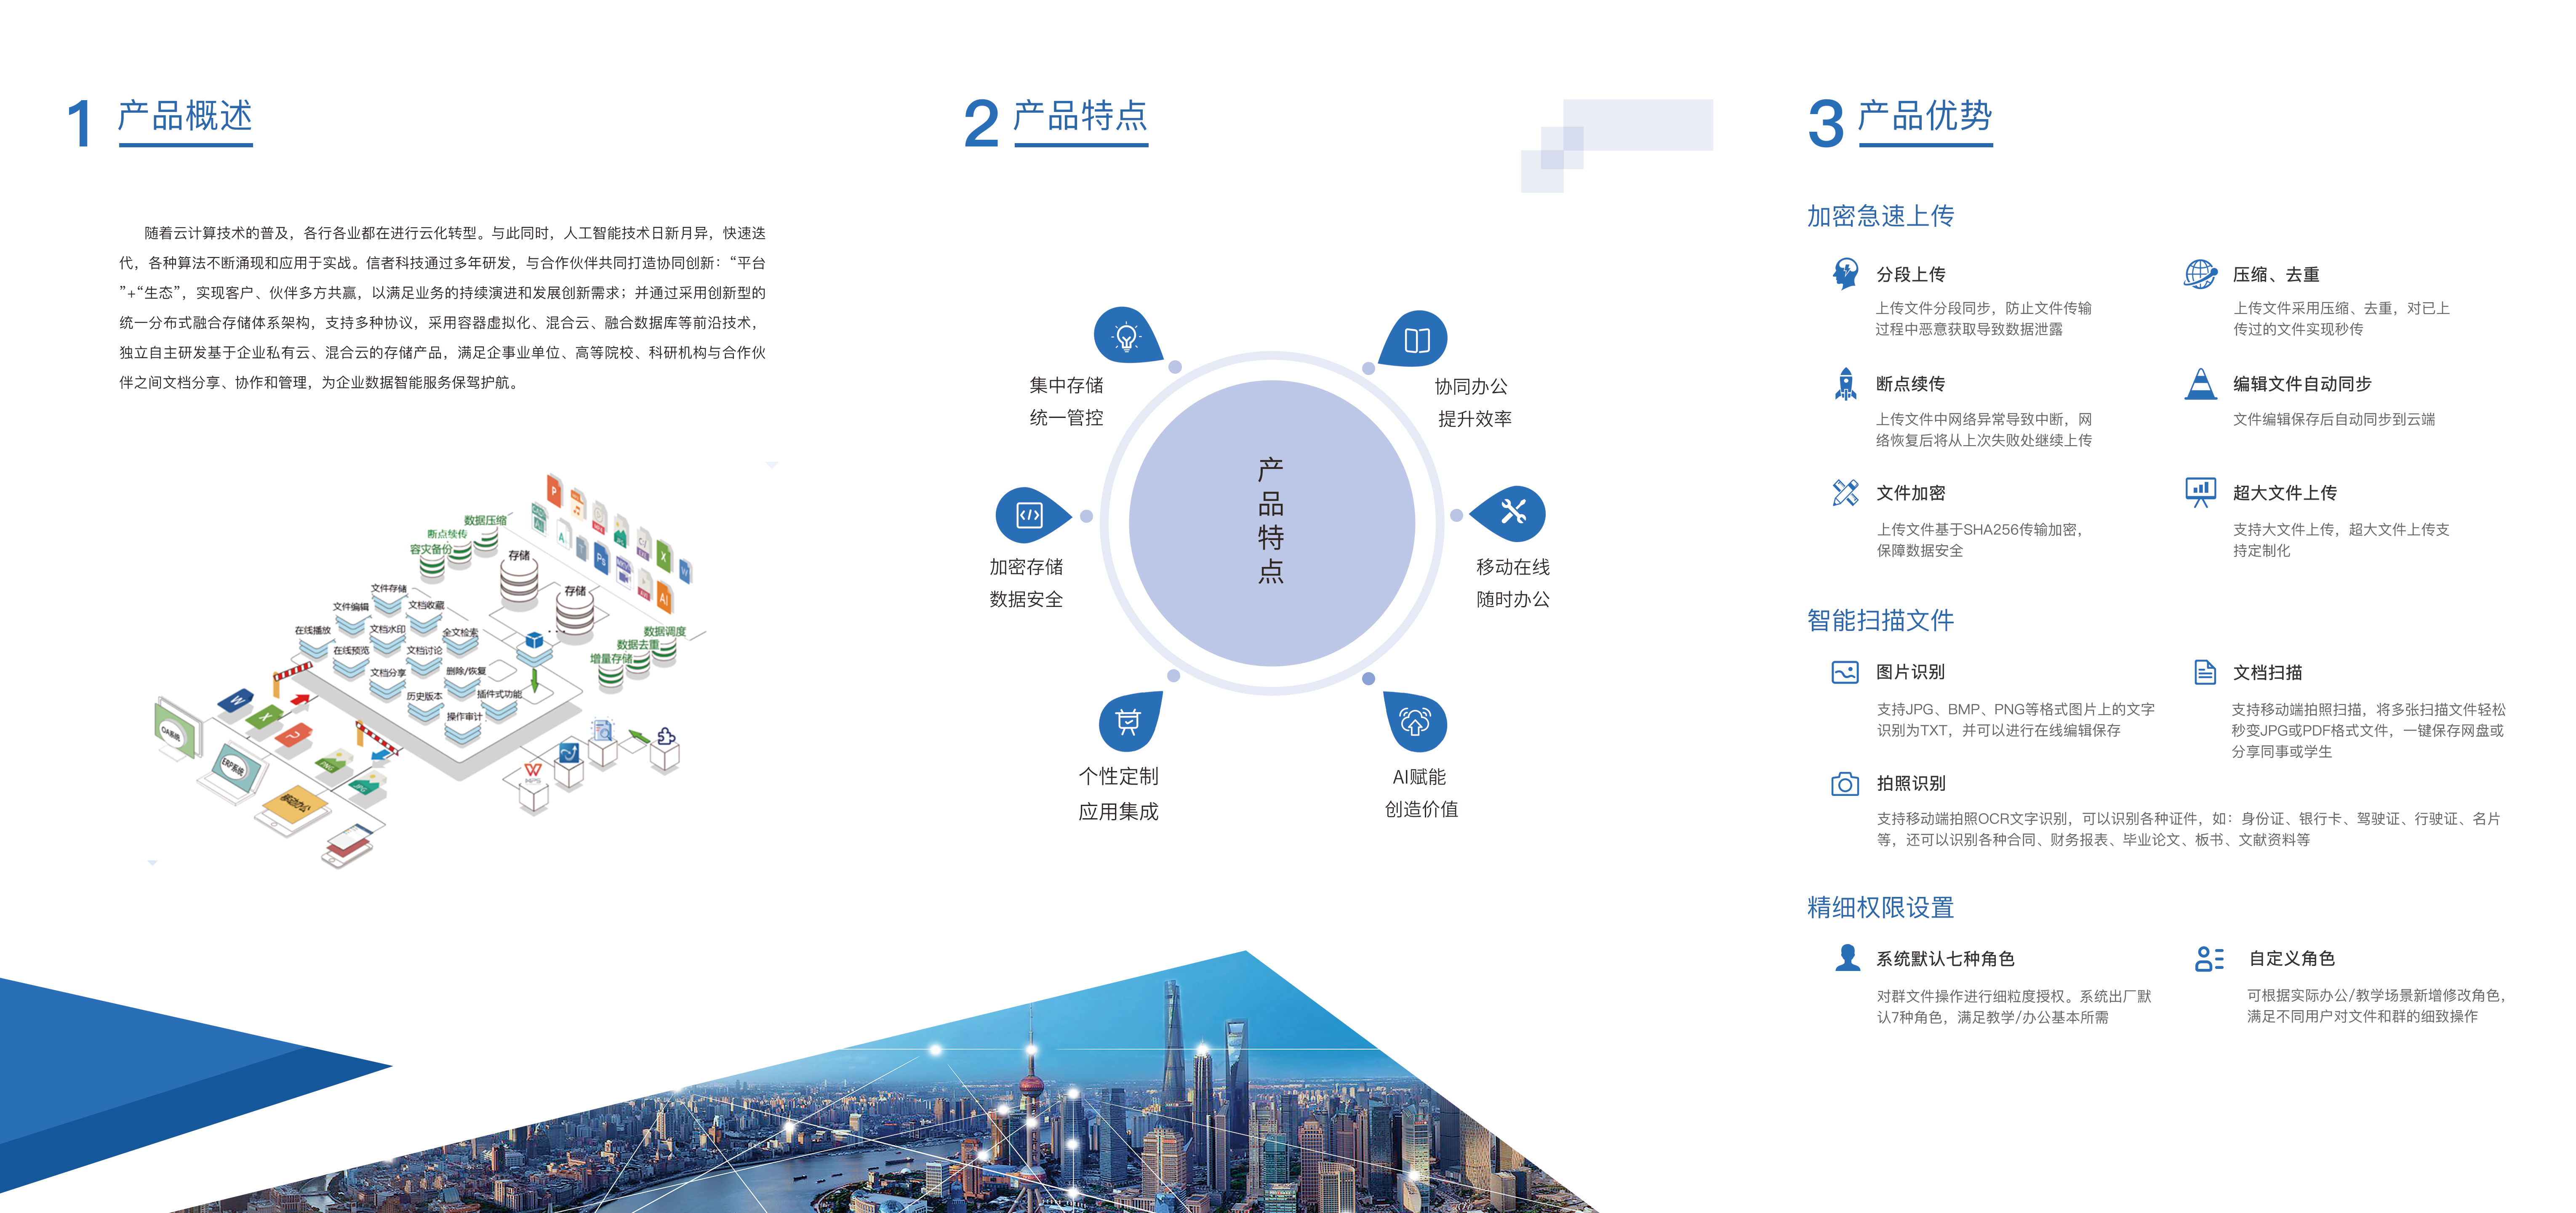 1 产品概述
随着云计算技术的普及，各行各业都在进行云化转型。与此同时，人工智能技术日新月异，快速迭
代，各种算法不断涌现和应用于实战。信者科技通过多年研发，与合作伙伴共同打造协同创新：“平台
”+“生态”，实现客户、伙伴多方共赢，以满足业务的持续演进和发展创新需求；并通过采用创新型的
统一分布式融合存储体系架构，支持多种协议，采用容器虚拟化、混合云、融合数据库等前沿技术，
独立自主研发基于企业私有云、混合云的存储产品，满足企事业单位、高等院校、科研机构与合作伙
伴之间文档分享、协作和管理，为企业数据智能服务保驾护航。
数据压缩
断点续传
容灾备份
存储
存储
文件存储
文件编辑
文档收藏
在线播放
文档水印
全文检索
在线预览
文档讨论
文档分享
删除/恢复
历史版本
插件式功能
操作审计
数据调度
数据去重
增量存储
OA系统
ERP系统
移动办公
WPS
2 产品特点
产品特点
集中存储
统一管控
协同办公
提升效率
加密存储
数据安全
移动在线
随时办公
个性定制
应用集成
AI赋能
创造价值
3 产品优势
加密急速上传
分段上传
上传文件分段同步，防止文件传输
过程中恶意获取导致数据泄露
压缩、去重
上传文件采用压缩、去重，对已上
传过的文件实现秒传
断点续传
上传文件中网络异常导致中断，网
络恢复后将从上次失败处继续上传
编辑文件自动同步
文件编辑保存后自动同步到云端
文件加密
上传文件基于SHA256传输加密，
保障数据安全
超大文件上传
支持大文件上传，超大文件上传支
持定制化
智能扫描文件
图片识别
支持JPG、BMP、PNG等格式图片上的文字
识别为TXT，并可以进行在线编辑保存
文档扫描
支持移动端拍照扫描，将多张扫描文件轻松
秒变JPG或PDF格式文件，一键保存网盘或
分享同事或学生
拍照识别
支持移动端拍照OCR文字识别，可以识别各种证件，如：身份证、银行卡、驾驶证、行驶证、名片
等，还可以识别各种合同、财务报表、毕业论文、板书、文献资料等
精细权限设置
系统默认七种角色
对群文件操作进行细粒度授权。系统出厂默
认7种角色，满足教学/办公基本所需
自定义角色
可根据实际办公/教学场景新增修改角色，
满足不同用户对文件和群的细致操作